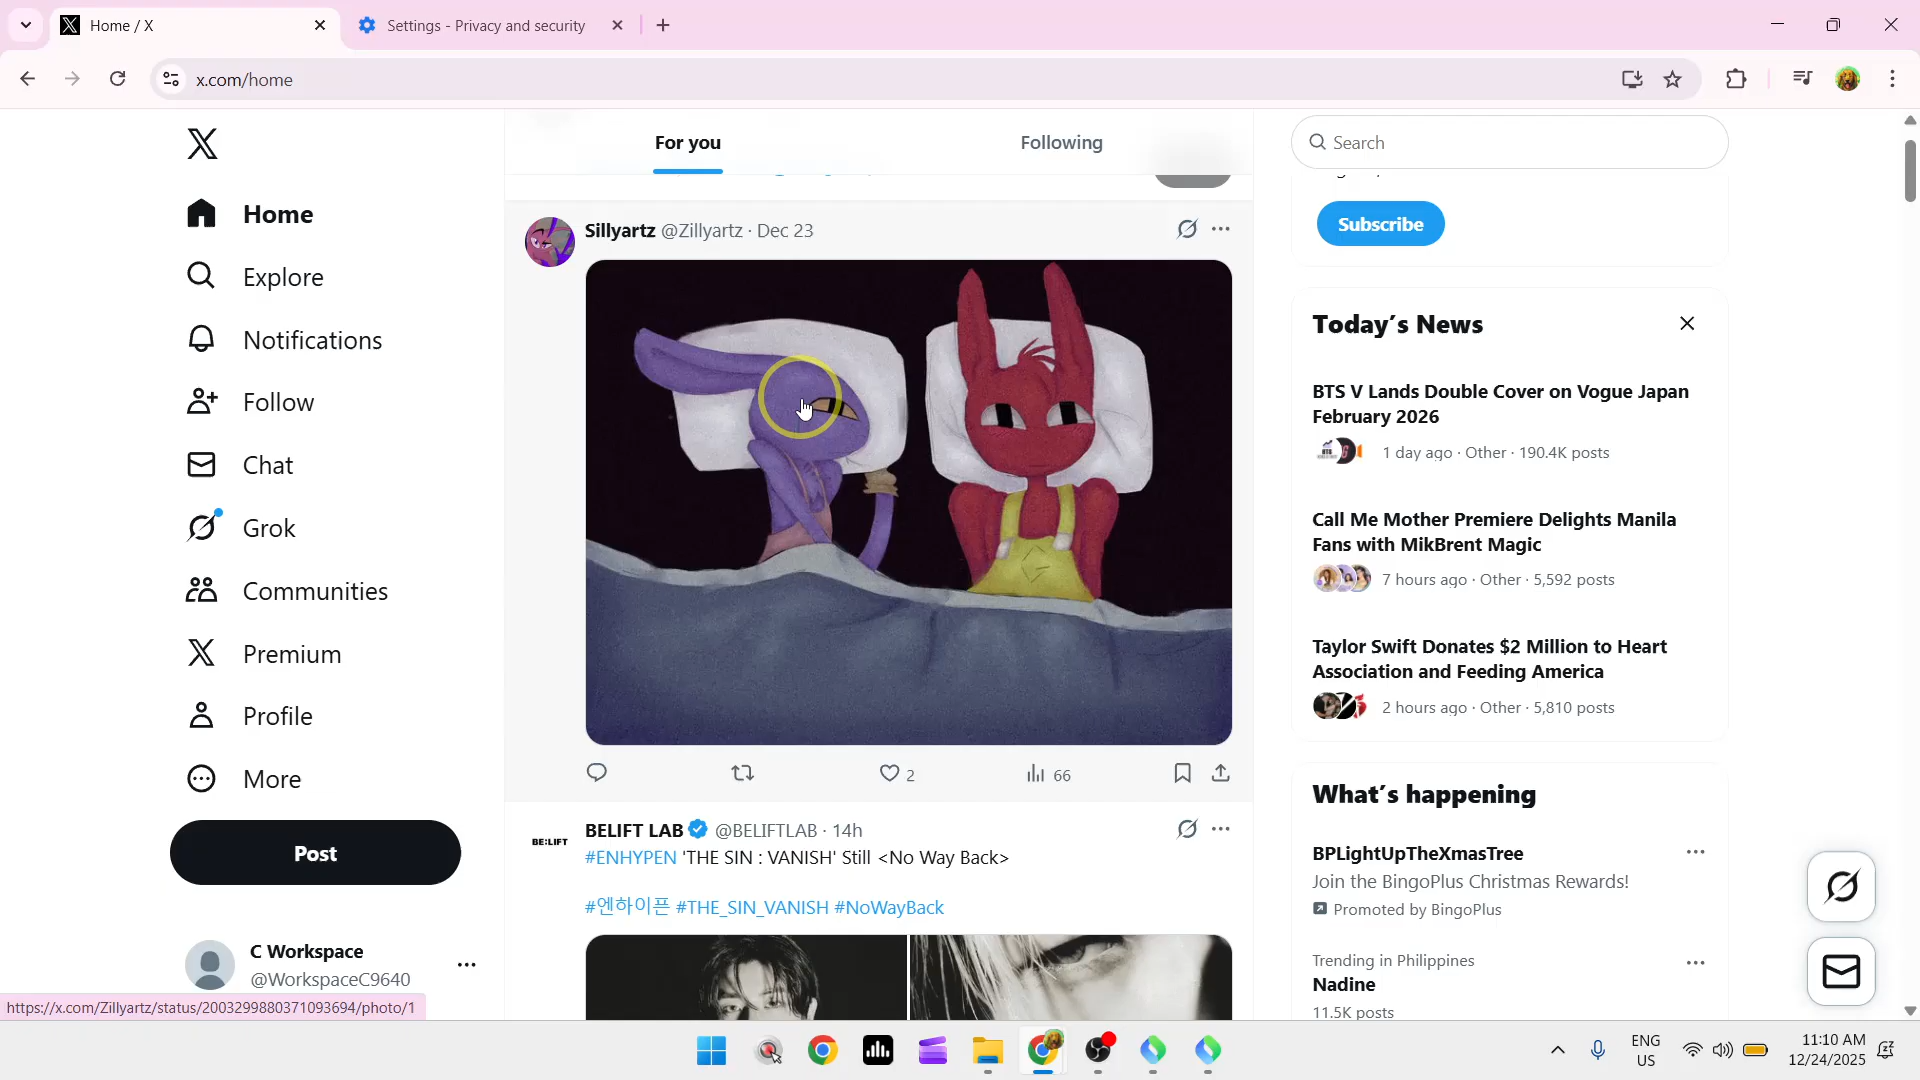 Home / X
Settings - Privacy and security
x.com/home
Home
Explore
Notifications
Follow
Chat
Grok
Communities
Premium
Profile
More
Post
C Workspace
@WorkspaceC9640
https://x.com/Zillyartz/status/2003299880371093694/photo/1
For you
Following
Sillyartz @Zillyartz · Dec 23
2
66
BE:LIFT
BELIFT LAB @BELIFTLAB · 14h
#ENHYPEN 'THE SIN : VANISH' Still <No Way Back>
#엔하이픈 #THE_SIN_VANISH #NoWayBack
Search
Subscribe
Today's News
BTS V Lands Double Cover on Vogue Japan
February 2026
1 day ago · Other · 190.4K posts
Call Me Mother Premiere Delights Manila
Fans with MikBrent Magic
7 hours ago · Other · 5,592 posts
Taylor Swift Donates $2 Million to Heart
Association and Feeding America
2 hours ago · Other · 5,810 posts
What's happening
BPLightUpTheXmasTree
Join the BingoPlus Christmas Rewards!
Promoted by BingoPlus
Trending in Philippines
Nadine
11.5K posts
ENG
US
11:10 AM
12/24/2025